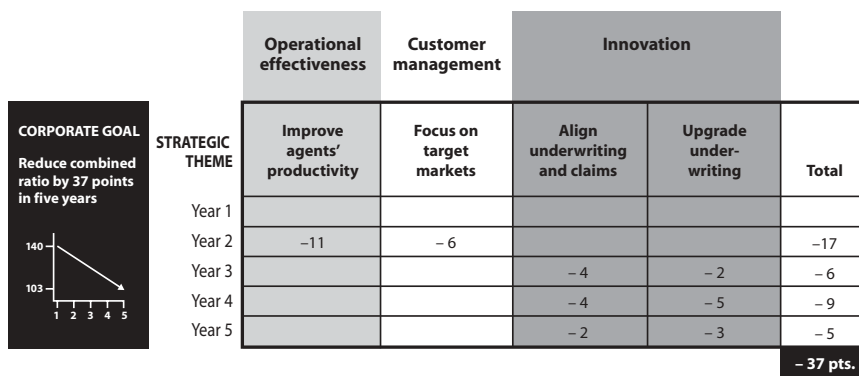 Operational
effectiveness
Customer
management
Innovation
CORPORATE GOAL
Reduce combined
ratio by 37 points
in five years
140
103
1 2 3 4 5
STRATEGIC
THEME
Improve
agents’
productivity
Focus on
target
markets
Align
underwriting
and claims
Upgrade
under-
writing
Total
Year 1
Year 2 –11 – 6 –17
Year 3 – 4 – 2 – 6
Year 4 – 4 – 5 – 9
Year 5 – 2 – 3 – 5
– 37 pts.